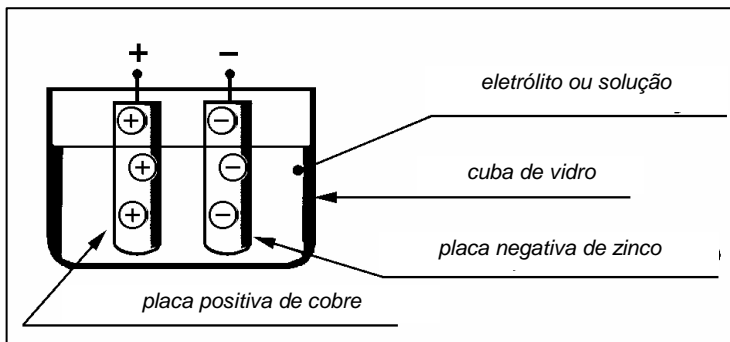 + −
eletrólito ou solução
+ −
cuba de vidro
+ −
+ −
placa negativa de zinco
placa positiva de cobre